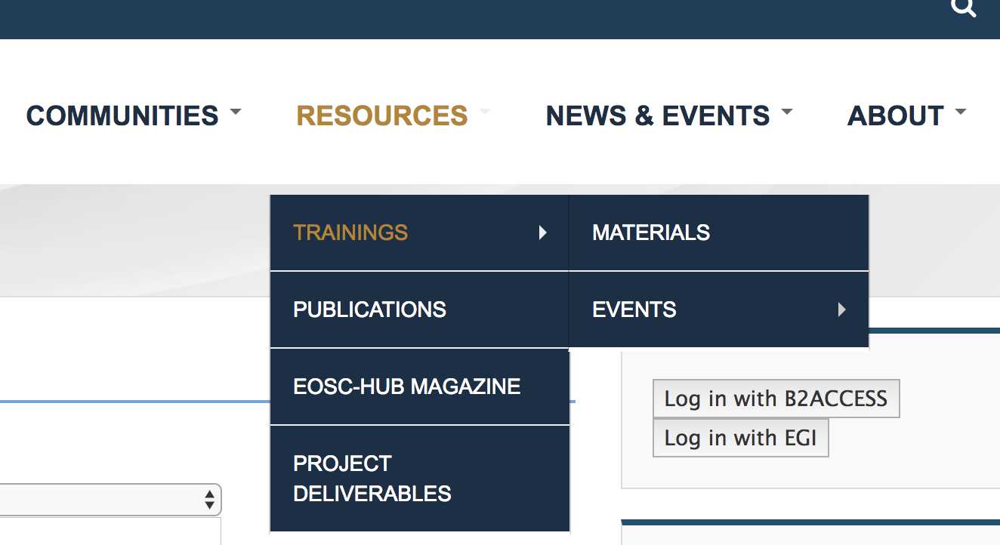 COMMUNITIES RESOURCES NEWS & EVENTS ABOUT
TRAININGS MATERIALS
PUBLICATIONS EVENTS
EOSC-HUB MAGAZINE
Log in with B2ACCESS
Log in with EGI
PROJECT
DELIVERABLES